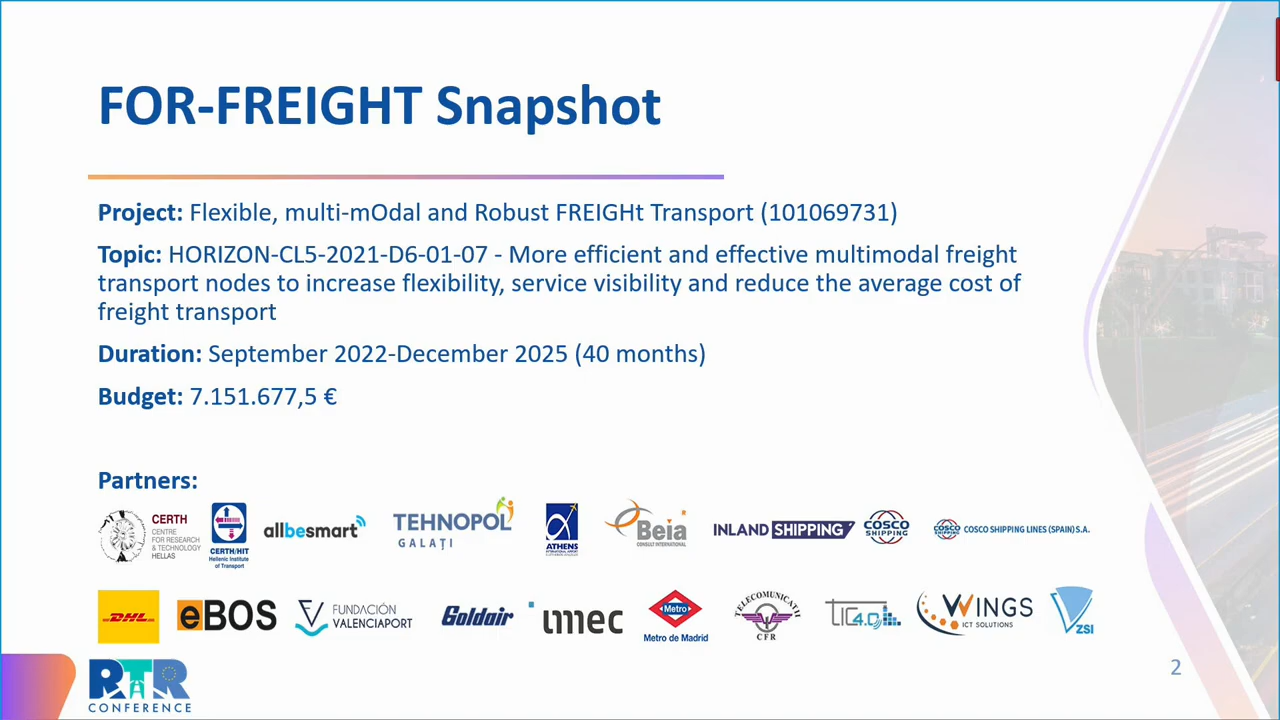 FOR-FREIGHT Snapshot
Project: Flexible, multi-mOdal and Robust FREIGHt Transport (101069731)
Topic: HORIZON-CL5-2021-D6-01-07 - More efficient and effective multimodal freight
transport nodes to increase flexibility, service visibility and reduce the average cost of
freight transport
Duration: September 2022-December 2025 (40 months)
Budget: 7.151.677,5 €
Partners:
CERTH
CENTRE
FOR RESEARCH
& TECHNOLOGY
HELLAS
CERTH/HIT
Hellenic Institute
of Transport
allbesmart
TEHNOPOL
GALAȚI
ATHENS
Beia
CONSULT INTERNATIONAL
INLAND SHIPPING
COSCO
SHIPPING
COSCO
SHIPPING
COSCO SHIPPING LINES (SPAIN) S.A.
DHL
eBOS
FUNDACIÓN
VALENCIAPORT
Goldair
imec
Metro
Metro de Madrid
TELECOMUNICATII
CFR
TIC4.0
WINGS
ICT SOLUTIONS
ZSI
RTR
CONFERENCE
2